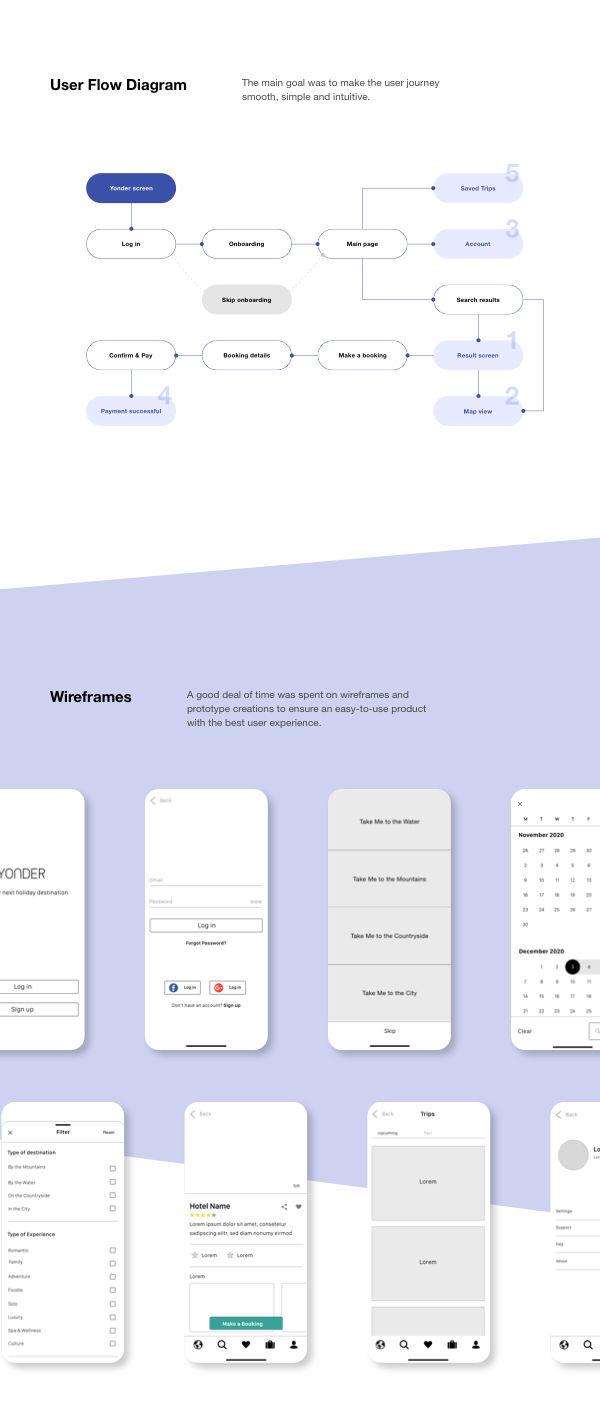 User Flow Diagram
The main goal was to make the user journey
smooth, simple and intuitive.
5
Yonder screen
Saved Trips
3
Log in
Onboarding
Main page
Account
Skip onboarding
Search results
1
Confirm & Pay
Booking details
Make a booking
Result screen
4
2
Payment successful
Map view
Wireframes
A good deal of time was spent on wireframes and
prototype creations to ensure an easy-to-use product
with the best user experience.
YONDER
next holiday destination
Log in
Sign up
Back
Email
Password
SHOW
Log in
Forgot Password?
Log in
Log in
Don't have an account? Sign up
Take Me to the Water
Take Me to the Mountains
Take Me to the Countryside
Take Me to the City
Skip
M T W T F
November 2020
26 27 28 29 30
2 3 4 5 6
9 10 11 12 13
16 17 18 19 20
23 24 25 26 27
30
December 2020
1 2 3 4
7 8 9 10 11
14 15 16 17 18
21 22 23 24 25
Clear
Filter
Reset
Type of destination
By the Mountains
By the Water
On the Countryside
In the City
Type of Experience
Romantic
Family
Adventure
Foodie
Solo
Luxury
Spa & Wellness
Culture
Back
1/8
Hotel Name
Lorem ipsum dolor sit amet, consetetur
sadipscing elitr, sed diam nonumy eirmod
Lorem
Lorem
Lorem
Make a Booking
Back
Trips
Upcoming
Past
Lorem
Lorem
Back
Lo
Settings
Support
FAQ
About